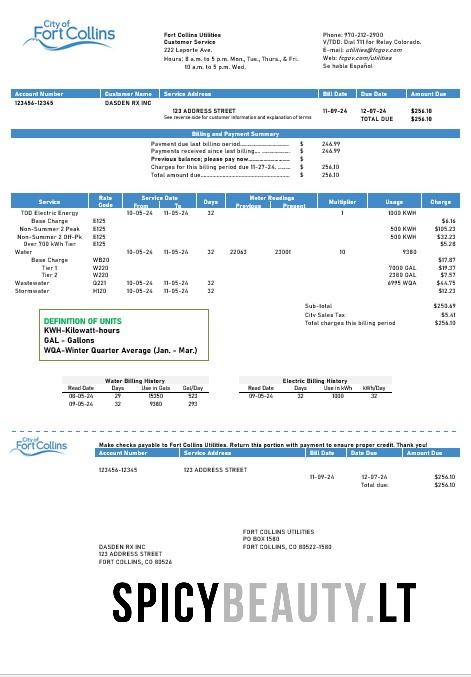 City of
Fort Collins
Fort Collins Utilities
Customer Service
222 Laporte Ave.
Hours: 8 a.m. to 5 p.m. Mon., Tue., Thurs., & Fri.
10 a.m. to 5 p.m. Wed.
Phone: 970-212-2900
V/TDD: Dial 711 for Relay Colorado.
E-mail: utilities@fcgov.com
Web: fcgov.com/utilities
Se hable Español
Account Number Customer Name Service Address Bill Date Due Date Amount Due
123456-12345 DASDEN RX INC
123 ADDRESS STREET 11-09-24 12-07-24 $256.10
See reverse side for customer information and explanation of terms TOTAL DUE $256.10
Billing and Payment Summary
Payment due last billing period $ 246.99
Payments received since last billing $ 246.99
Previous balance; please pay now $
Charges for this billing period due 11-27-24 $ 256.10
Total amount due $ 256.10
Service Rate Code Service Date From To Days Meter Readings Previous Present Multiplier Usage Charge
TOD Electric Energy 10-05-24 11-05-24 32 1 1000 KWH
Base Charge E125 $6.16
Non-Summer 2 Peak E125 500 KWH $105.23
Non-Summer 2 Off-Pk E125 500 KWH $32.23
Over 700 kWh Tier E125 $5.28
Water 10-05-24 11-05-24 32 22063 23001 10 9380
Base Charge WB20 $17.87
Tier 1 W220 7000 GAL $19.37
Tier 2 W220 2380 GAL $7.57
Wastewater Q221 10-05-24 11-05-24 32 6995 WQA $44.75
Stormwater H120 10-05-24 11-05-24 32 $12.23
Sub-total $250.69
City Sales Tax $5.41
Total charges this billing period $256.10
DEFINITION OF UNITS
KWH-Kilowatt-hours
GAL - Gallons
WQA-Winter Quarter Average (Jan. - Mar.)
Water Billing History
Read Date Days Use in Gals Gal/Day
08-05-24 29 15350 523
09-05-24 32 9380 293
Electric Billing History
Read Date Days Use in kWh kWh/Day
09-05-24 32 1000 32
City of
Fort Collins
Make checks payable to Fort Collins Utilities. Return this portion with payment to ensure proper credit. Thank you!
Account Number Service Address Bill Date Date Due Amount Due
123456-12345 123 ADDRESS STREET
11-09-24 12-07-24 $256.10
Total due: $256.10
FORT COLLINS UTILITIES
PO BOX 1580
FORT COLLINS, CO 80522-1580
DASDEN RX INC
123 ADDRESS STREET
FORT COLLINS, CO 80526
SPICYBEAUTY.LT